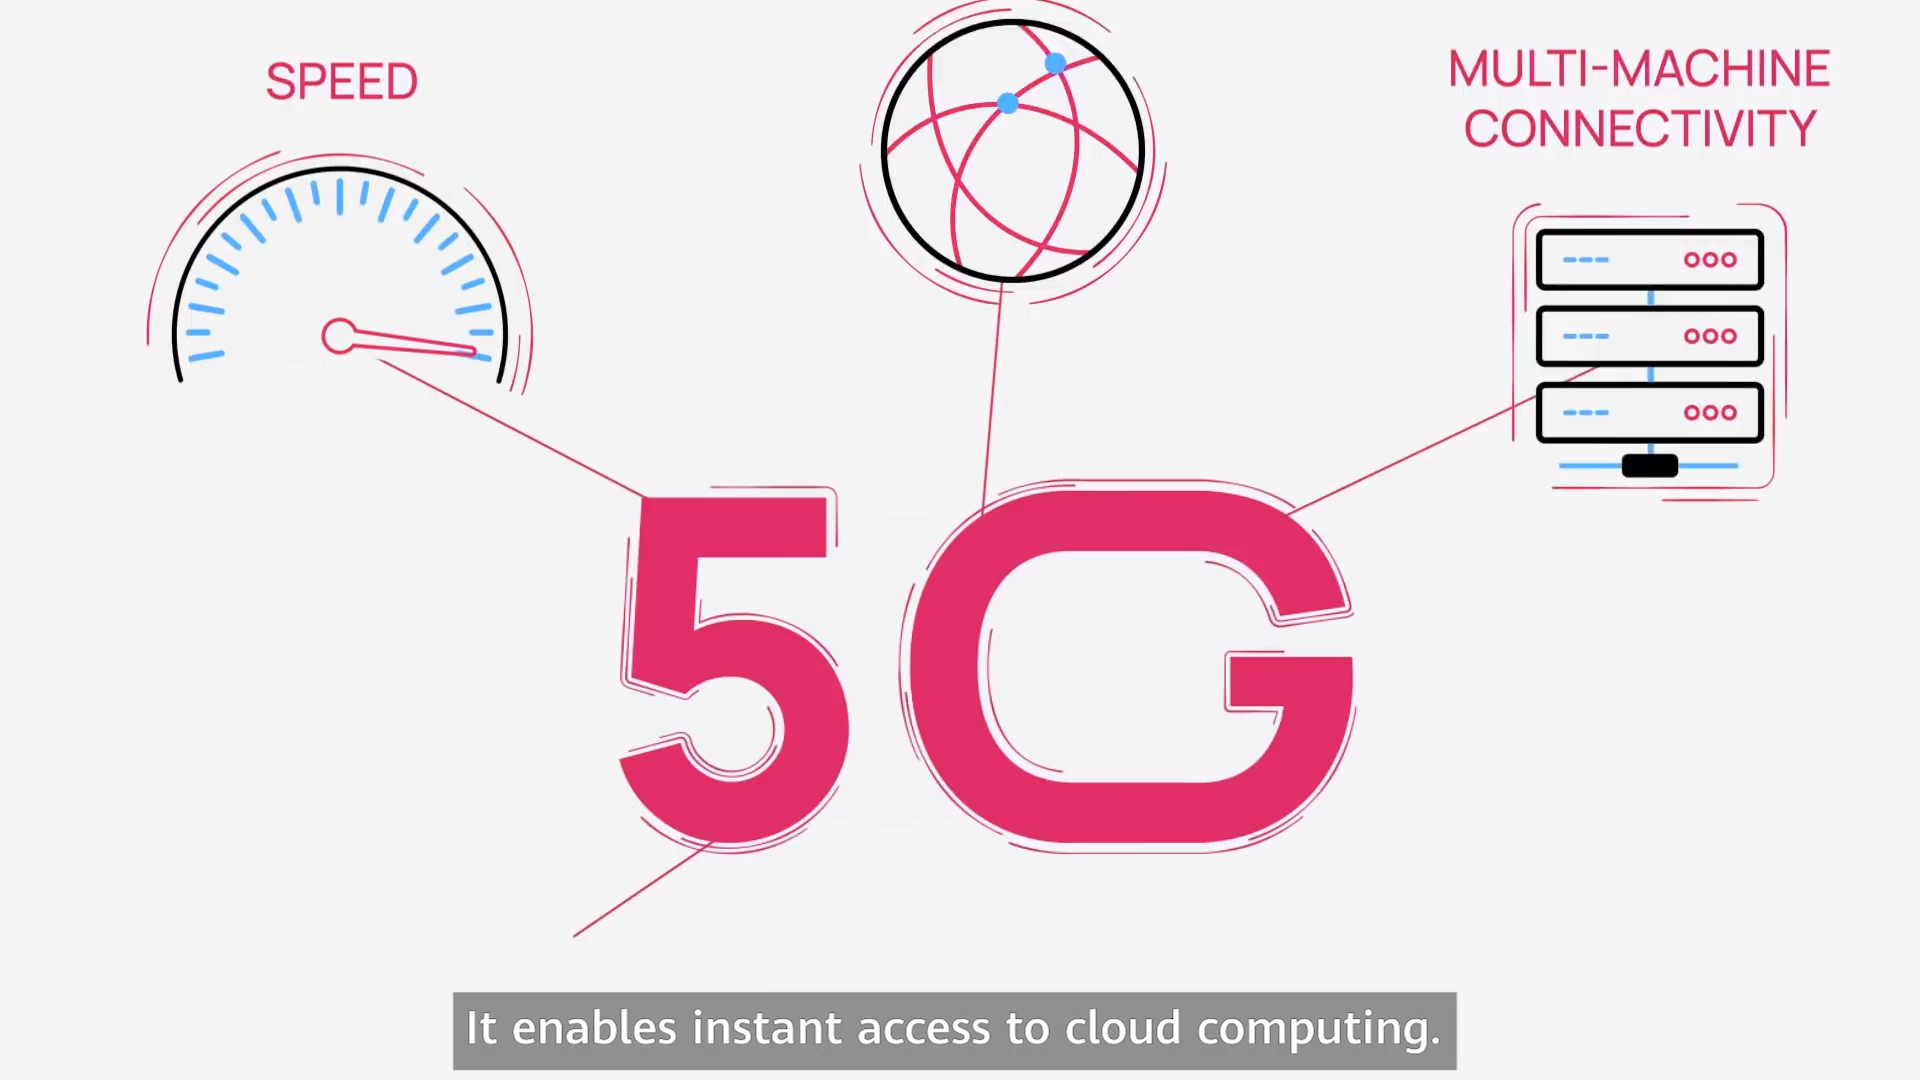 SPEED
MULTI-MACHINE
CONNECTIVITY
5G
It enables instant access to cloud computing.